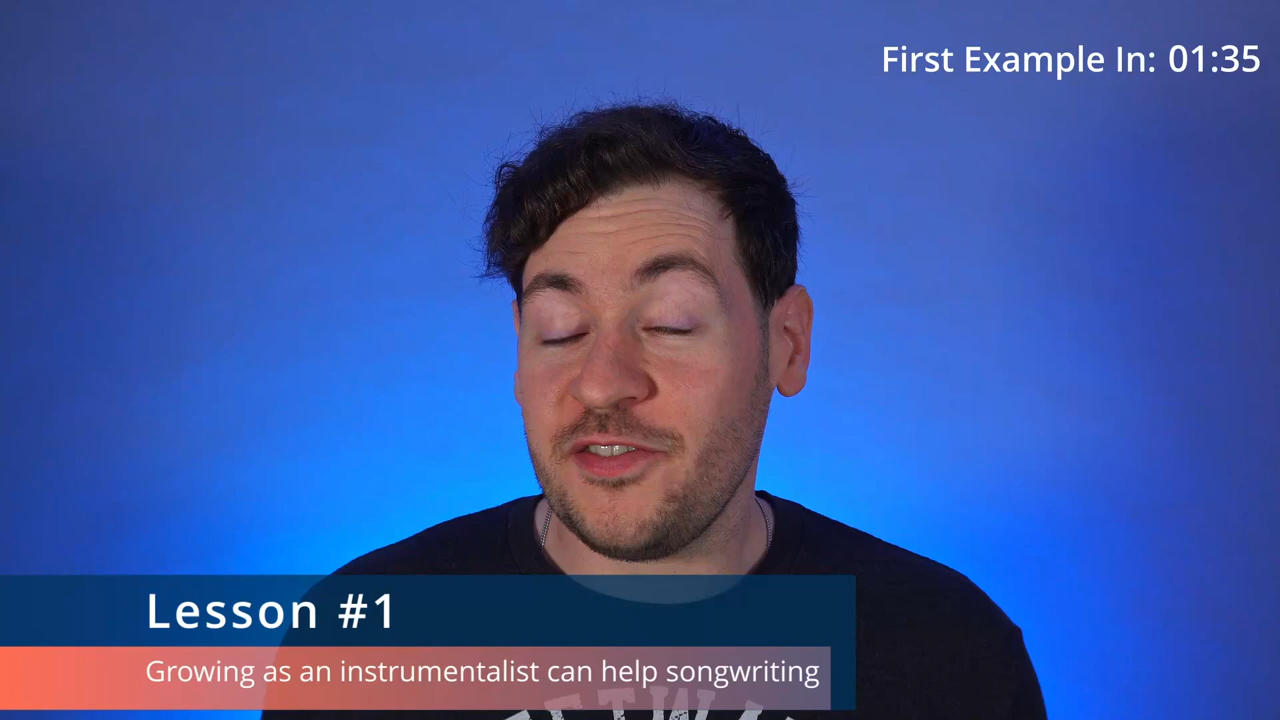 First Example In: 01:35
Lesson #1
Growing as an instrumentalist can help songwriting